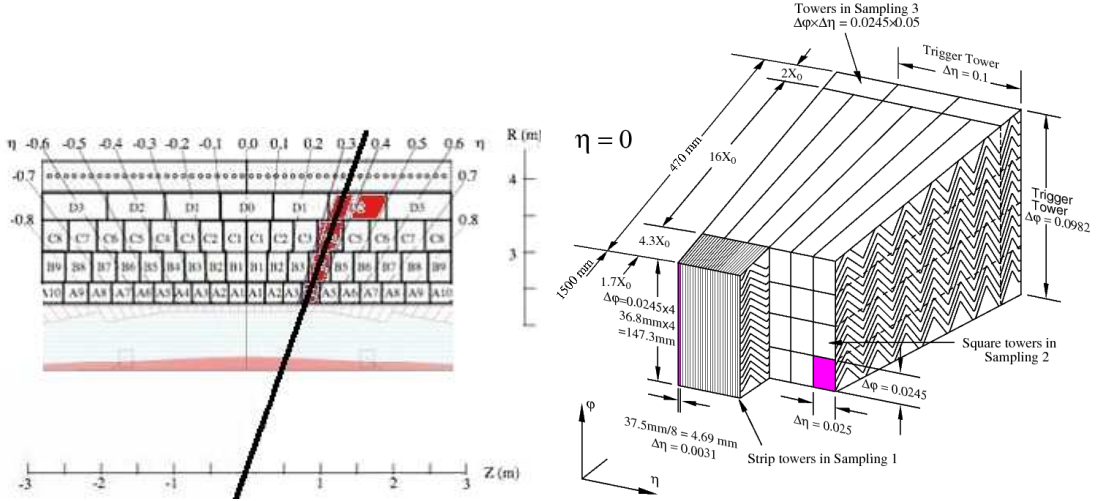 η -0.6 -0.5 -0.4 -0.3 -0.2 -0.1 0.0 0.1 0.2 0.3 0.4 0.5 0.6 η R (m)
-0.7 0.7
4
D3 D2 D1 D0 D1 D3
-0.8 0.8
C8 C7 C6 C5 C4 C3 C2 C1 C1 C2 C3 C5 C6 C7 C8
3
B9 B8 B7 B6 B5 B4 B3 B2 B1 B1 B2 B3 B5 B6 B7 B8 B9
A10 A9 A8 A7 A6 A5 A4 A3 A2 A1 A1 A2 A3 A5 A6 A7 A8 A9 A10
-3 -2 -1 0 1 2 3
Z (m)
Towers in Sampling 3
Δφ×Δη = 0.0245×0.05
Trigger Tower
Δη = 0.1
2X0
η = 0
470 mm
16X0
4.3X0
1500 mm
1.7X0
Δφ=0.0245x4
36.8mmx4
=147.3mm
Trigger
Tower
Δφ = 0.0982
Square towers in
Sampling 2
Δφ = 0.0245
Δη = 0.025
37.5mm/8 = 4.69 mm
Δη = 0.0031
Strip towers in Sampling 1
φ
η